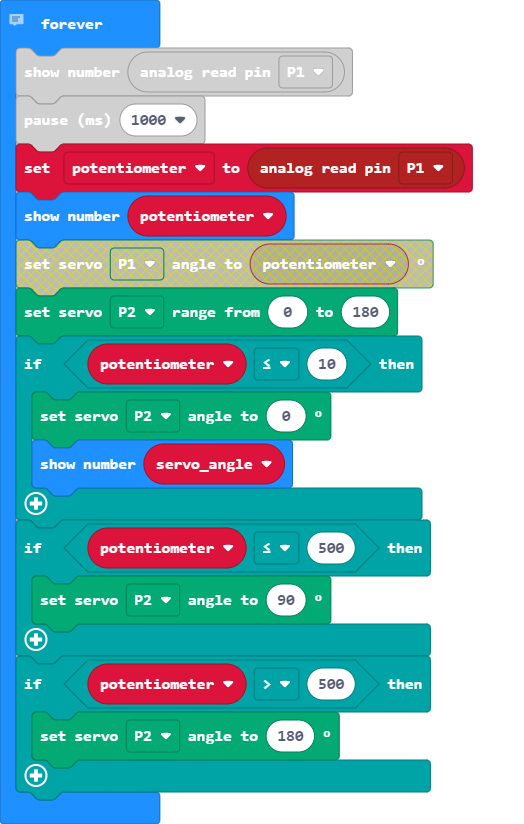 forever
show number analog read pin P1
pause (ms) 1000
set potentiometer to analog read pin P1
show number potentiometer
set servo P1 angle to potentiometer °
set servo P2 range from 0 to 180
if potentiometer ≤ 10 then
set servo P2 angle to 0 °
show number servo_angle
if potentiometer ≤ 500 then
set servo P2 angle to 90 °
if potentiometer > 500 then
set servo P2 angle to 180 °